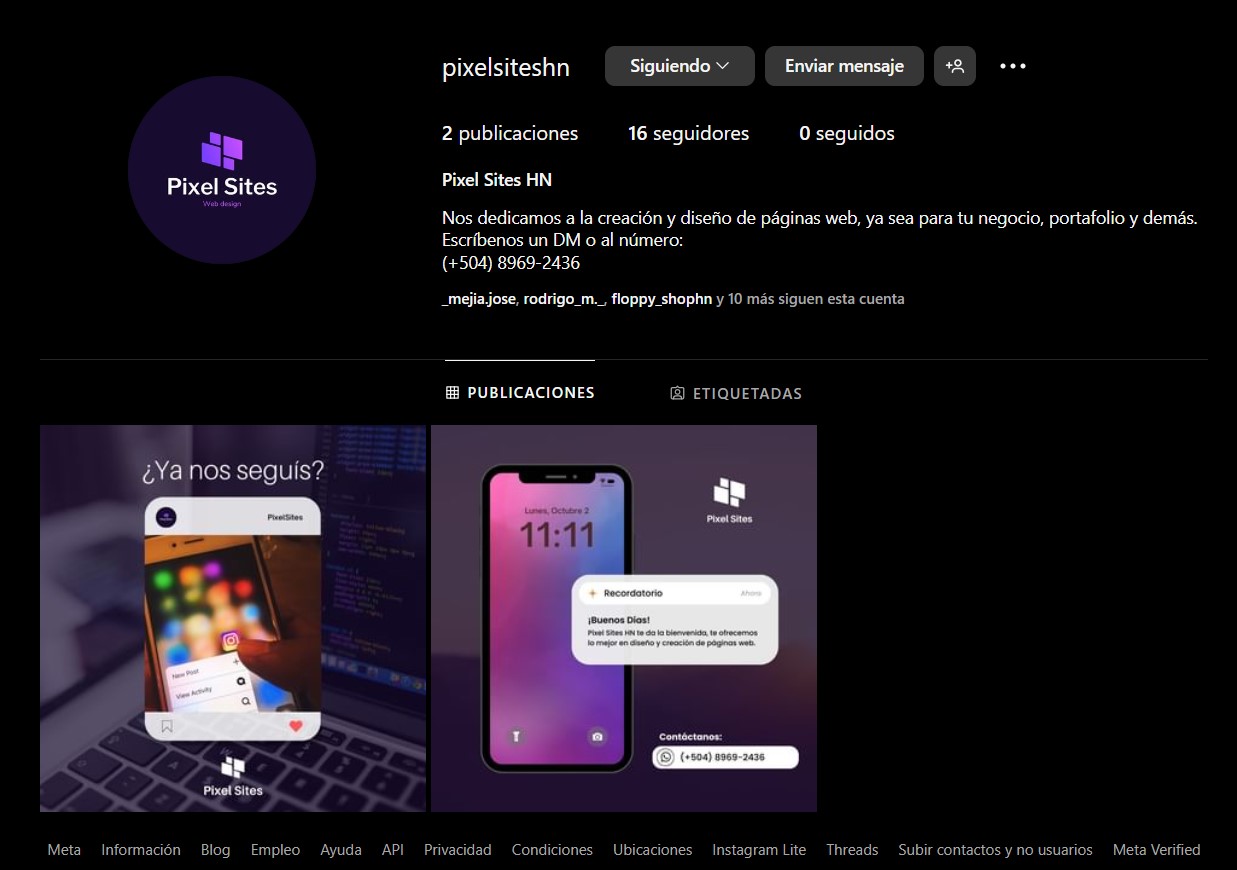 pixelsiteshn
Siguiendo
Enviar mensaje
2 publicaciones
16 seguidores
0 seguidos
Pixel Sites
Web design
Pixel Sites HN
Nos dedicamos a la creación y diseño de páginas web, ya sea para tu negocio, portafolio y demás.
Escríbenos un DM o al número:
(+504) 8969-2436
_mejia.jose, rodrigo_m._, floppy_shophn y 10 más siguen esta cuenta
PUBLICACIONES
ETIQUETADAS
¿Ya nos seguís?
PixelSites
New Post
View Activity
Pixel Sites
Lunes, Octubre 2
11:11
Pixel Sites
Recordatorio
Ahora
¡Buenos Días!
Pixel Sites HN te da la bienvenida, te ofrecemos
lo mejor en diseño y creación de páginas web.
Contáctanos:
(+504) 8969-2436
Meta
Información
Blog
Empleo
Ayuda
API
Privacidad
Condiciones
Ubicaciones
Instagram Lite
Threads
Subir contactos y no usuarios
Meta Verified